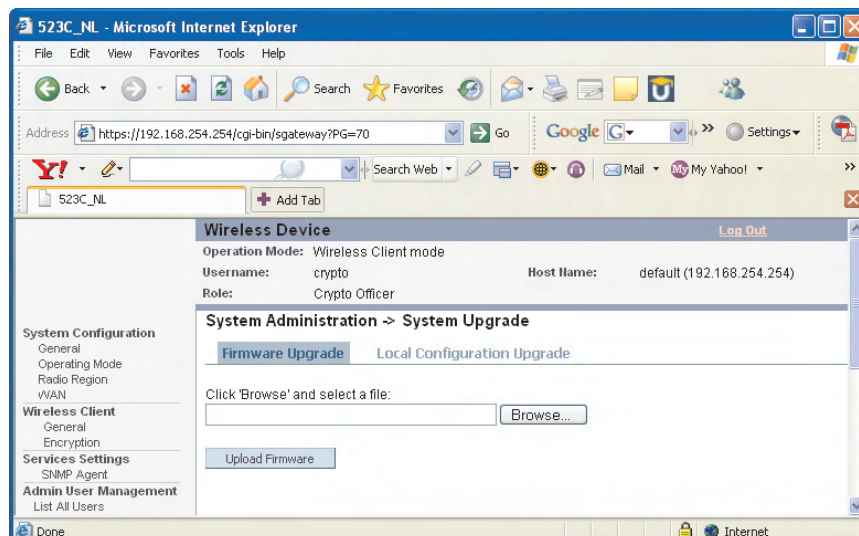 523C_NL - Microsoft Internet Explorer
File Edit View Favorites Tools Help
Back Search Favorites
Address https://192.168.254.254/cgi-bin/sgateway?PG=70 Go Google G Settings
Y! Search Web Mail My My Yahoo!
523C_NL Add Tab
Wireless Device Log Out
Operation Mode: Wireless Client mode
Username: crypto Host Name: default (192.168.254.254)
Role: Crypto Officer
System Administration -> System Upgrade
Firmware Upgrade Local Configuration Upgrade
Click 'Browse' and select a file:
Browse...
Upload Firmware
System Configuration
General
Operating Mode
Radio Region
WAN
Wireless Client
General
Encryption
Services Settings
SNMP Agent
Admin User Management
List All Users
Done Internet